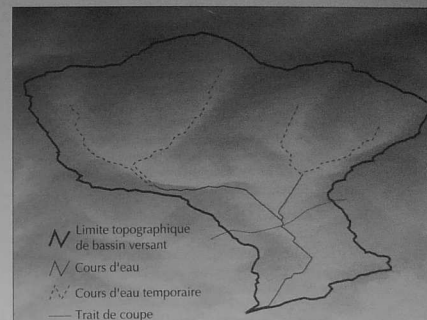 Limite topographique
de bassin versant
Cours d'eau
Cours d'eau temporaire
Trait de coupe